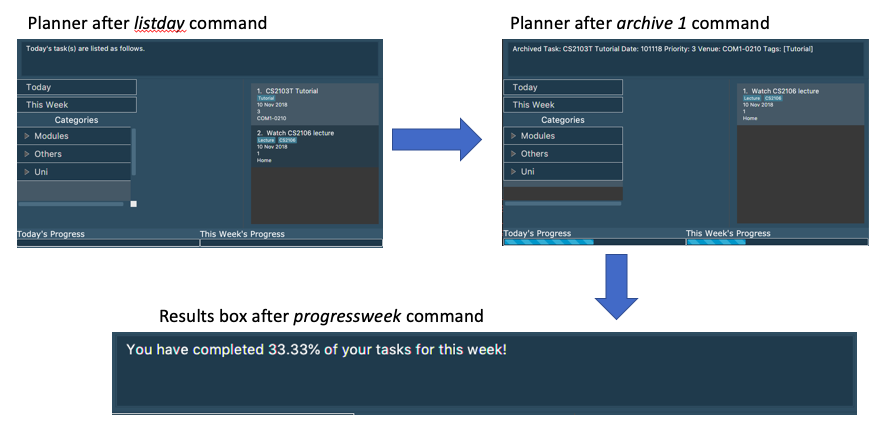 Planner after listday command
Today's task(s) are listed as follows.
Today
This Week
Categories
Modules
Others
Uni
1. CS2103T Tutorial
Tutorial
10 Nov 2018
3
COM1-0210
2. Watch CS2106 lecture
Lecture CS2106
10 Nov 2018
1
Home
Today's Progress
This Week's Progress
Planner after archive 1 command
Archived Task: CS2103T Tutorial Date: 101118 Priority: 3 Venue: COM1-0210 Tags: [Tutorial]
Today
This Week
Categories
Modules
Others
Uni
1. Watch CS2106 lecture
Lecture CS2106
10 Nov 2018
1
Home
Today's Progress
This Week's Progress
Results box after progressweek command
You have completed 33.33% of your tasks for this week!